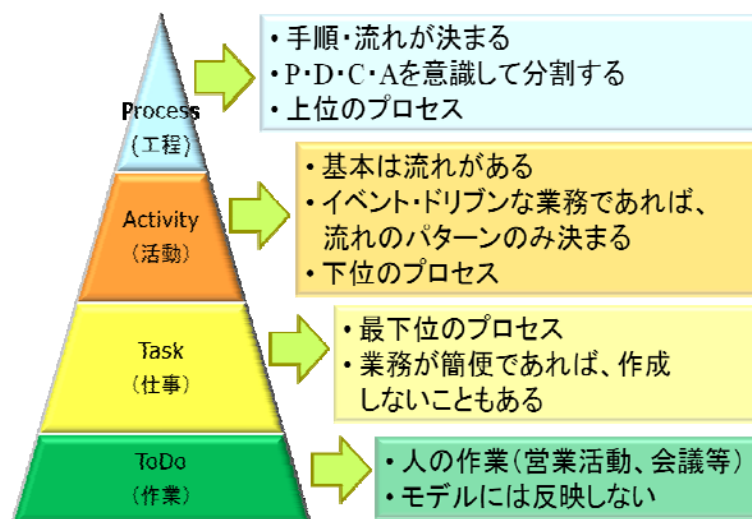 Process
(工程)
・手順・流れが決まる
・P・D・C・Aを意識して分割する
・上位のプロセス
Activity
(活動)
・基本は流れがある
・イベント・ドリブンな業務であれば、
流れのパターンのみ決まる
・下位のプロセス
Task
(仕事)
・最下位のプロセス
・業務が簡便であれば、作成
しないこともある
ToDo
(作業)
・人の作業(営業活動、会議等)
・モデルには反映しない